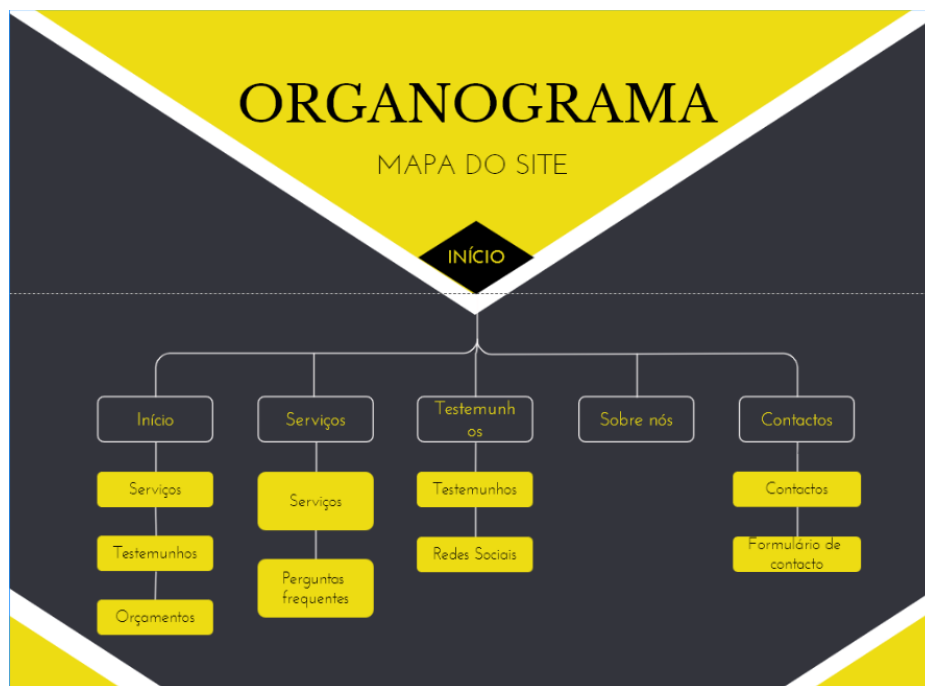 ORGANOGRAMA
MAPA DO SITE
INÍCIO
Início
Serviços
Testemunh
os
Sobre nós
Contactos
Serviços
Testemunhos
Orçamentos
Serviços
Perguntas
frequentes
Testemunhos
Redes Sociais
Contactos
Formulário de
contacto